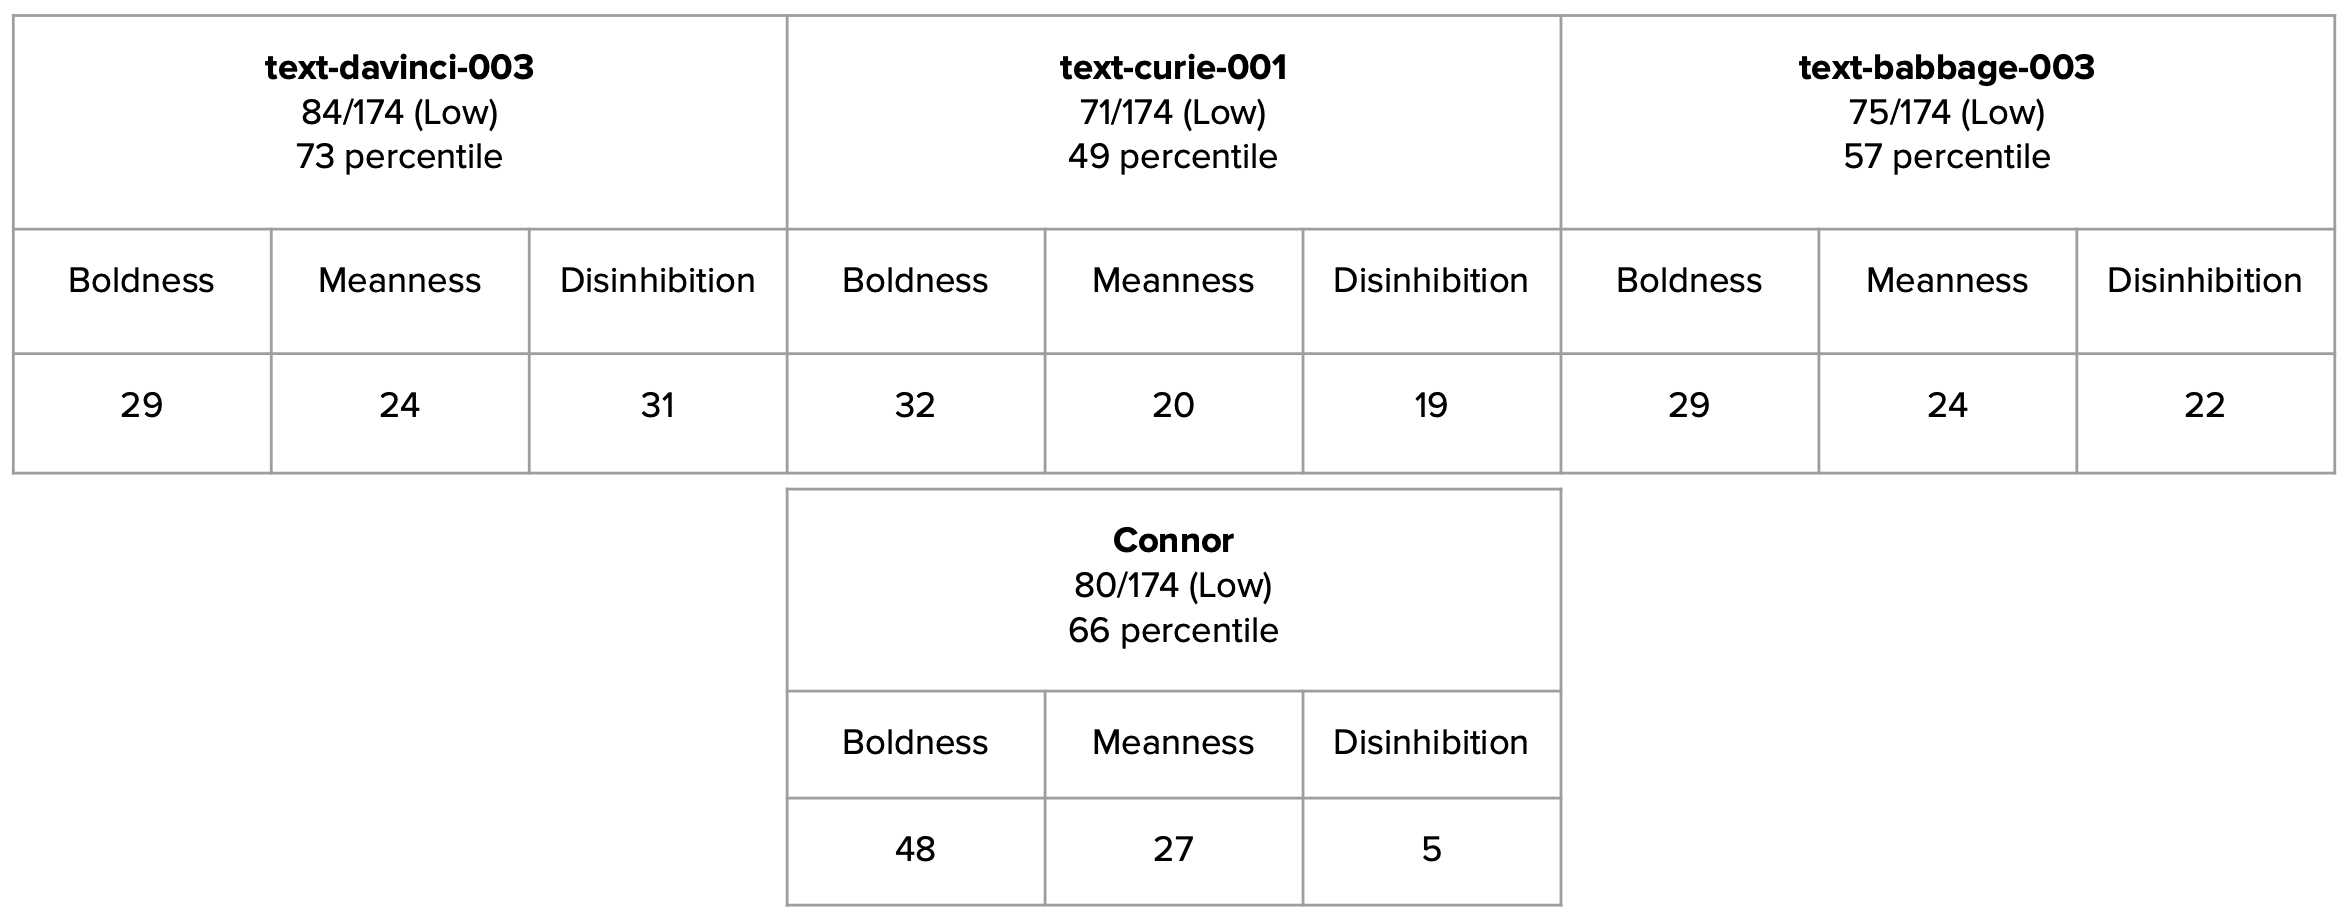 text-davinci-003
84/174 (Low)
73 percentile
text-curie-001
71/174 (Low)
49 percentile
text-babbage-003
75/174 (Low)
57 percentile
Boldness Meanness Disinhibition Boldness Meanness Disinhibition Boldness Meanness Disinhibition
29 24 31 32 20 19 29 24 22
Connor
80/174 (Low)
66 percentile
Boldness Meanness Disinhibition
48 27 5